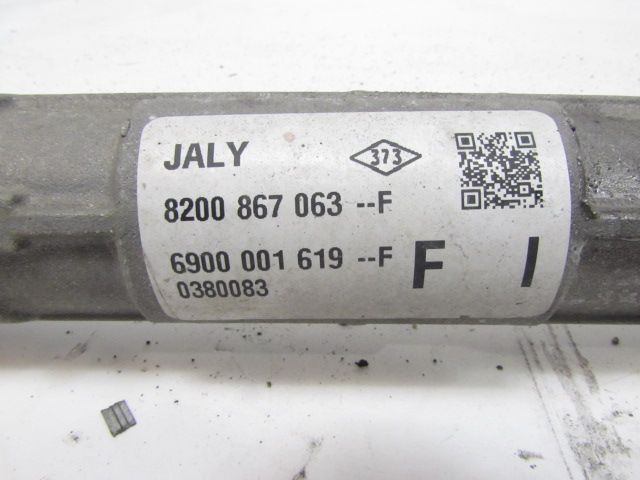 JALY
373
8200 867 063 --F
6900 001 619 --F
F I
0380083